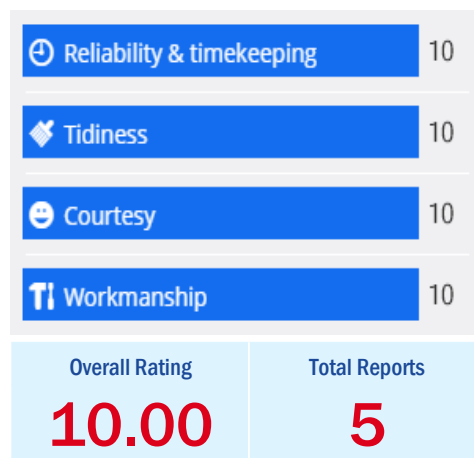 Reliability & timekeeping 10
Tidiness 10
Courtesy 10
Workmanship 10
Overall Rating Total Reports
10.00 5